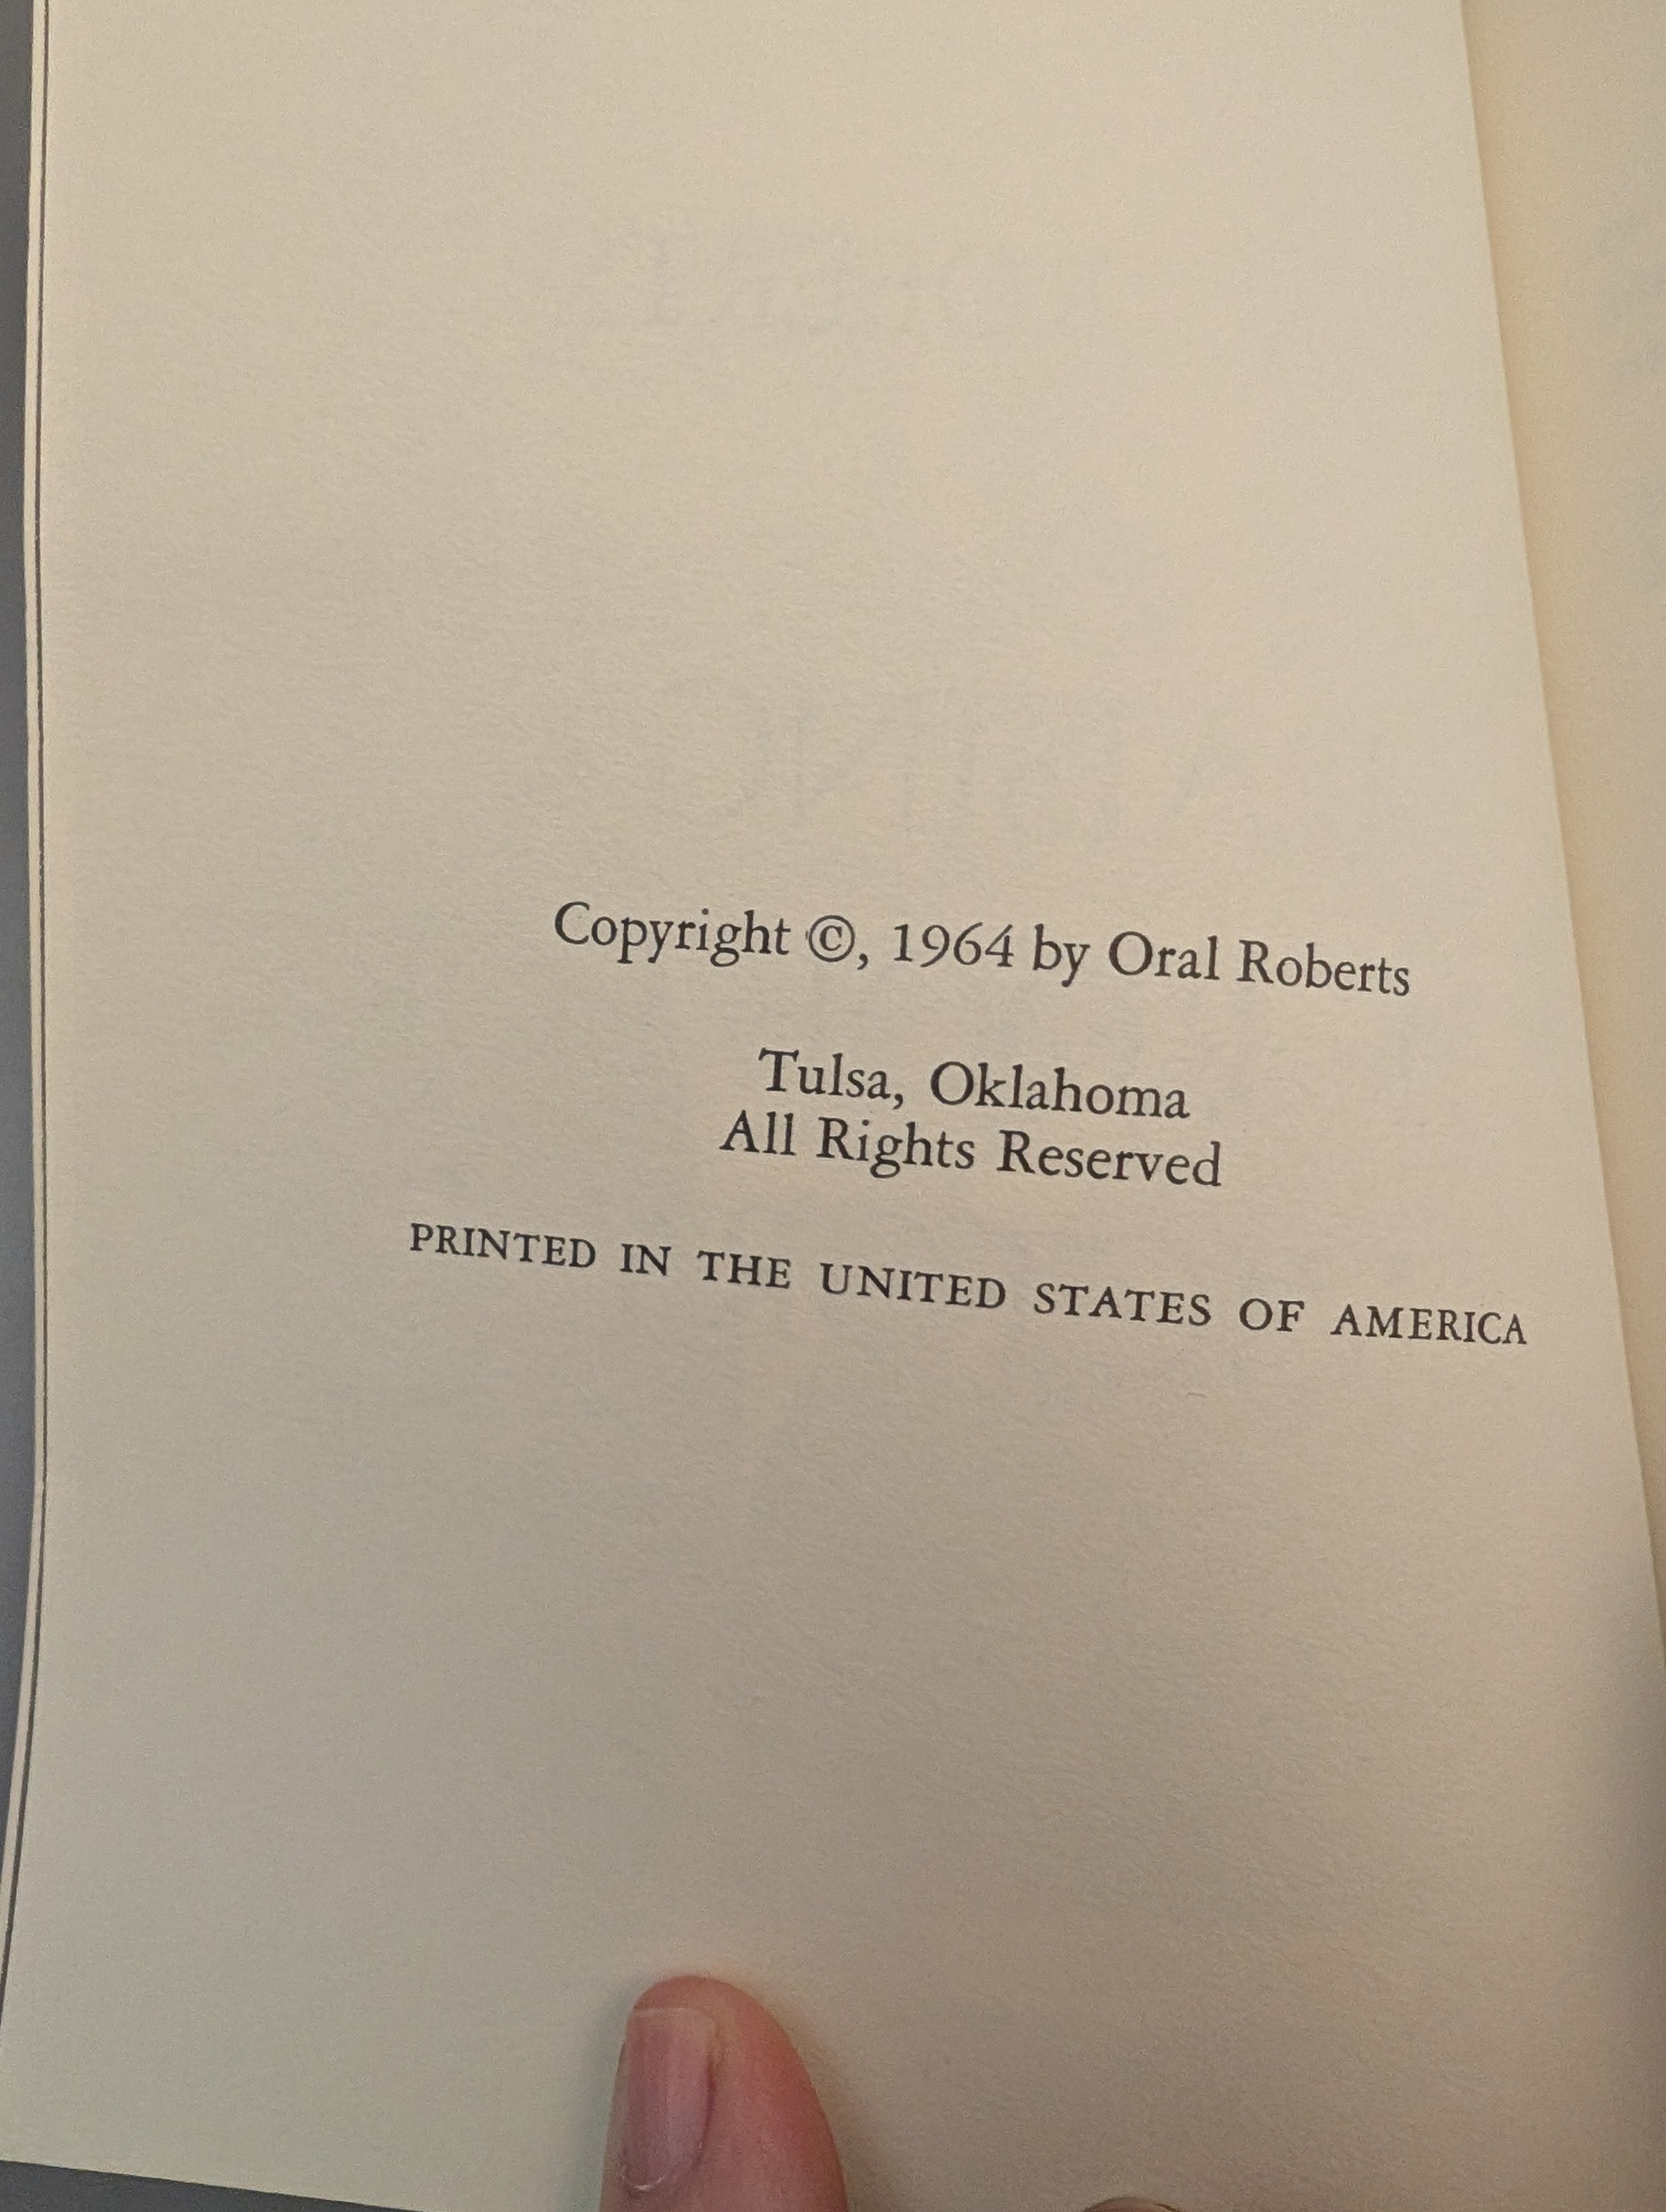 Copyright ©, 1964 by Oral Roberts
Tulsa, Oklahoma
All Rights Reserved
PRINTED IN THE UNITED STATES OF AMERICA